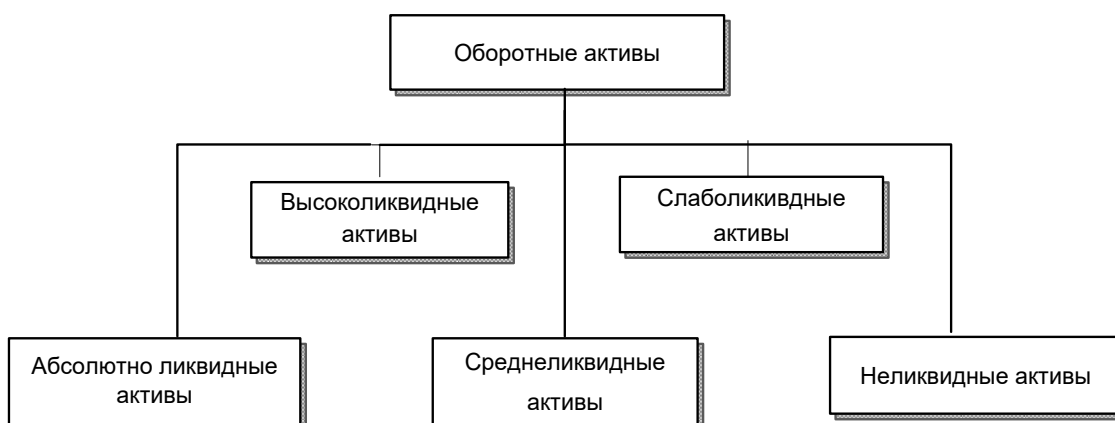 Оборотные активы
Высоколиквидные
активы
Слаболикивдные
активы
Абсолютно ликвидные
активы
Среднеликвидные
активы
Неликвидные активы